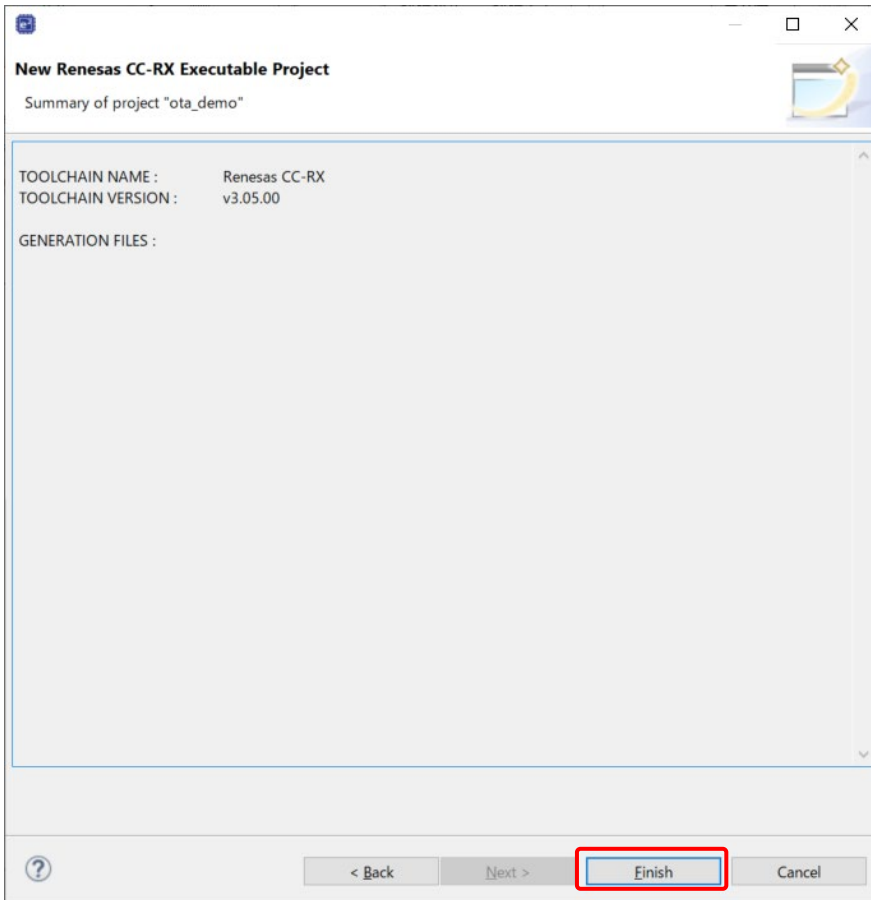 New Renesas CC-RX Executable Project
Summary of project "ota_demo"
TOOLCHAIN NAME : Renesas CC-RX
TOOLCHAIN VERSION : v3.05.00
GENERATION FILES :
? < Back Next > Finish Cancel